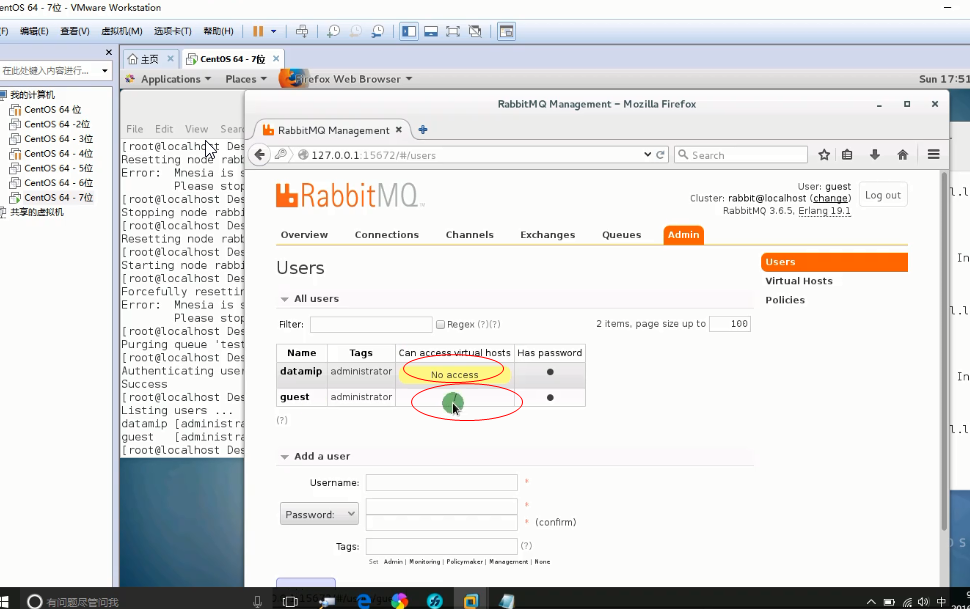 entOS 64 - 7位 - VMware Workstation
(F) 编辑(E) 查看(V) 虚拟机(M) 选项卡(T) 帮助(H)
在此处键入内容进行...
我的计算机
CentOS 64 位
CentOS 64 -2位
CentOS 64 - 3位
CentOS 64 - 4位
CentOS 64 - 5位
CentOS 64 - 6位
CentOS 64 - 7位
共享的虚拟机
主页 CentOS 64 - 7位
Applications Places Firefox Web Browser Sun 17:51
File Edit View Sear
[root@localhost Des
Resetting node rabb
Error: Mnesia is s
Please stop
[root@localhost Des
Stopping node rabbi
[root@localhost Des
Resetting node rabb
[root@localhost Des
Starting node rabbi
[root@localhost Des
Forcefully resettin
Error: Mnesia is s
Please stop
[root@localhost Des
Purging queue 'test
[root@localhost Des
Authenticating user
Success
[root@localhost Des
Listing users ...
datamip [administra
guest [administra
[root@localhost Des
RabbitMQ Management - Mozilla Firefox
RabbitMQ Management
127.0.0.1:15672/#/users
Search
RabbitMQ
User: guest
Cluster: rabbit@localhost (change)
RabbitMQ 3.6.5, Erlang 19.1
Log out
Overview Connections Channels Exchanges Queues Admin
Users
All users
Filter: Regex (?)(?)
2 items, page size up to 100
Name Tags Can access virtual hosts Has password
datamip administrator No access ●
guest administrator / ●
(?)
Add a user
Username: *
Password: *
* (confirm)
Tags: (?)
Set Admin | Monitoring | Policymaker | Management | None
Users
Virtual Hosts
Policies
有问题尽管问我
中